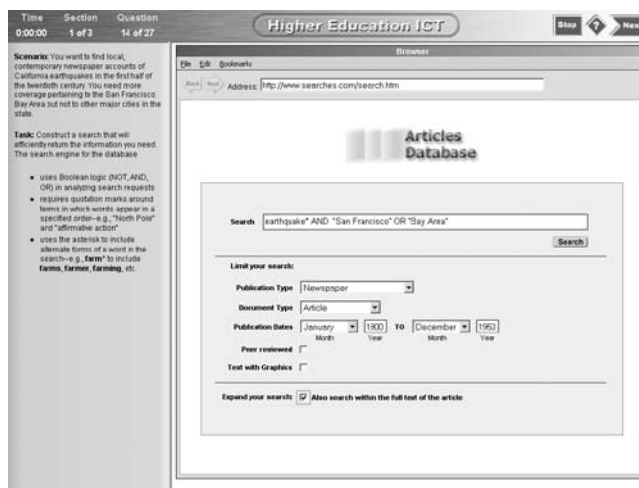 Time Section Question
0:00:00 1 of 3 14 of 27
Higher Education ICT
Stop ? Nex
Scenario: You want to find local,
contemporary newspaper accounts of
California earthquakes in the first half of
the twentieth century. You need more
coverage pertaining to the San Francisco
Bay Area but not to other major cities in the
state.
Task: Construct a search that will
efficiently return the information you need.
The search engine for the database
• uses Boolean logic (NOT, AND,
OR) in analyzing search requests
• requires quotation marks around
terms in which words appear in a
specified order--e.g., "North Pole"
and "affirmative action"
• uses the asterisk to include
alternate forms of a word in the
search--e.g., farm* to include
farms, farmer, farming, etc.
Browser
File Edit Bookmarks
Back Next Address: http://www.searches.com/search.htm
Articles
Database
Search earthquake* AND "San Francisco" OR "Bay Area"
Search
Limit your search:
Publication Type Newspaper
Document Type Article
Publication Dates January 1900 TO December 1950
Month Year Month Year
Peer reviewed
Text with Graphics
Expand your search: Also search within the full text of the article